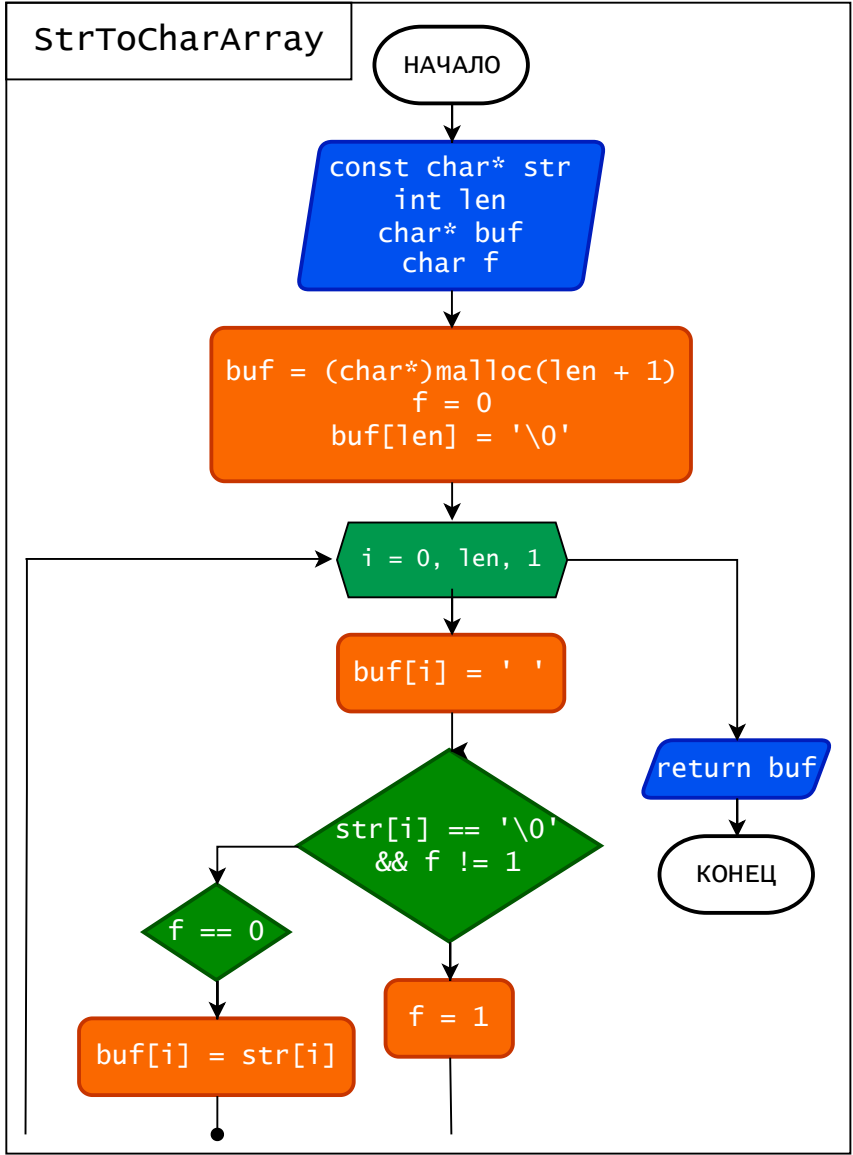 StrToCharArray
НАЧАЛО
const char* str
int len
char* buf
char f
buf = (char*)malloc(len + 1)
f = 0
buf[len] = '\0'
i = 0, len, 1
buf[i] = ' '
return buf
str[i] == '\0'
&& f != 1
КОНЕЦ
f == 0
f = 1
buf[i] = str[i]